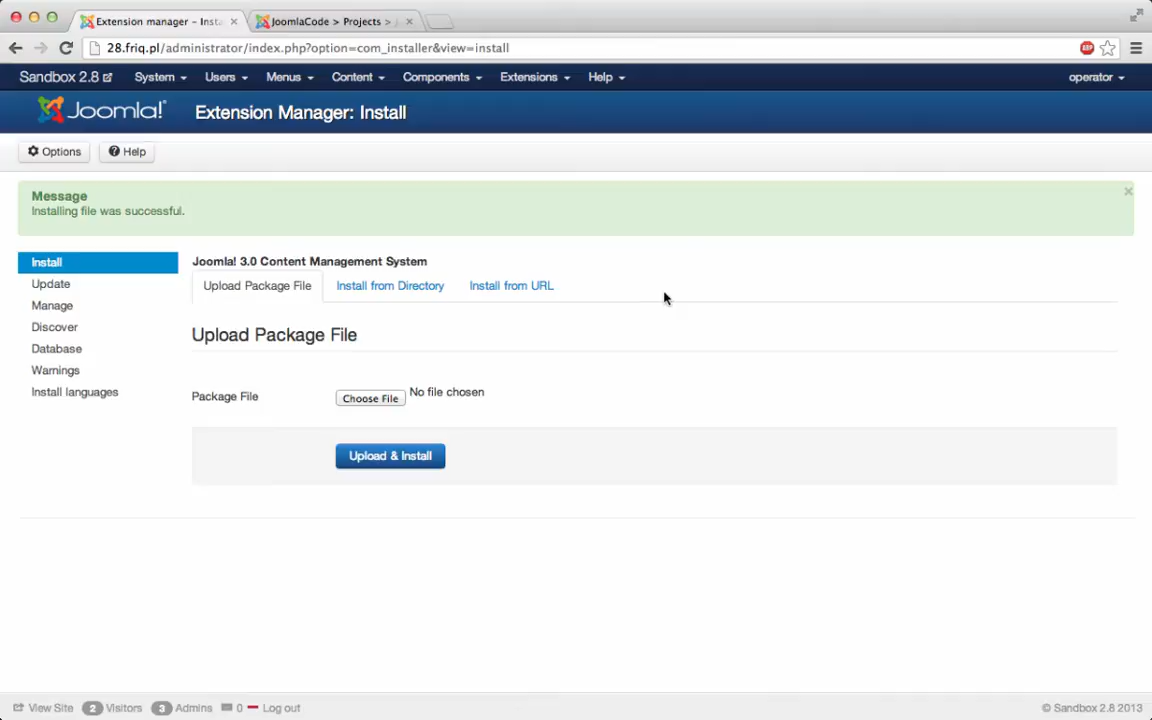 Extension manager - Insta
JoomlaCode > Projects >
28.friq.pl/administrator/index.php?option=com_installer&view=install
ABP
Sandbox 2.8 System Users Menus Content Components Extensions Help operator
Joomla! Extension Manager: Install
Options Help
Message
Installing file was successful.
Install
Update
Manage
Discover
Database
Warnings
Install languages
Joomla! 3.0 Content Management System
Upload Package File Install from Directory Install from URL
Upload Package File
Package File Choose File No file chosen
Upload & Install
View Site 2 Visitors 3 Admins 0 Log out © Sandbox 2.8 2013